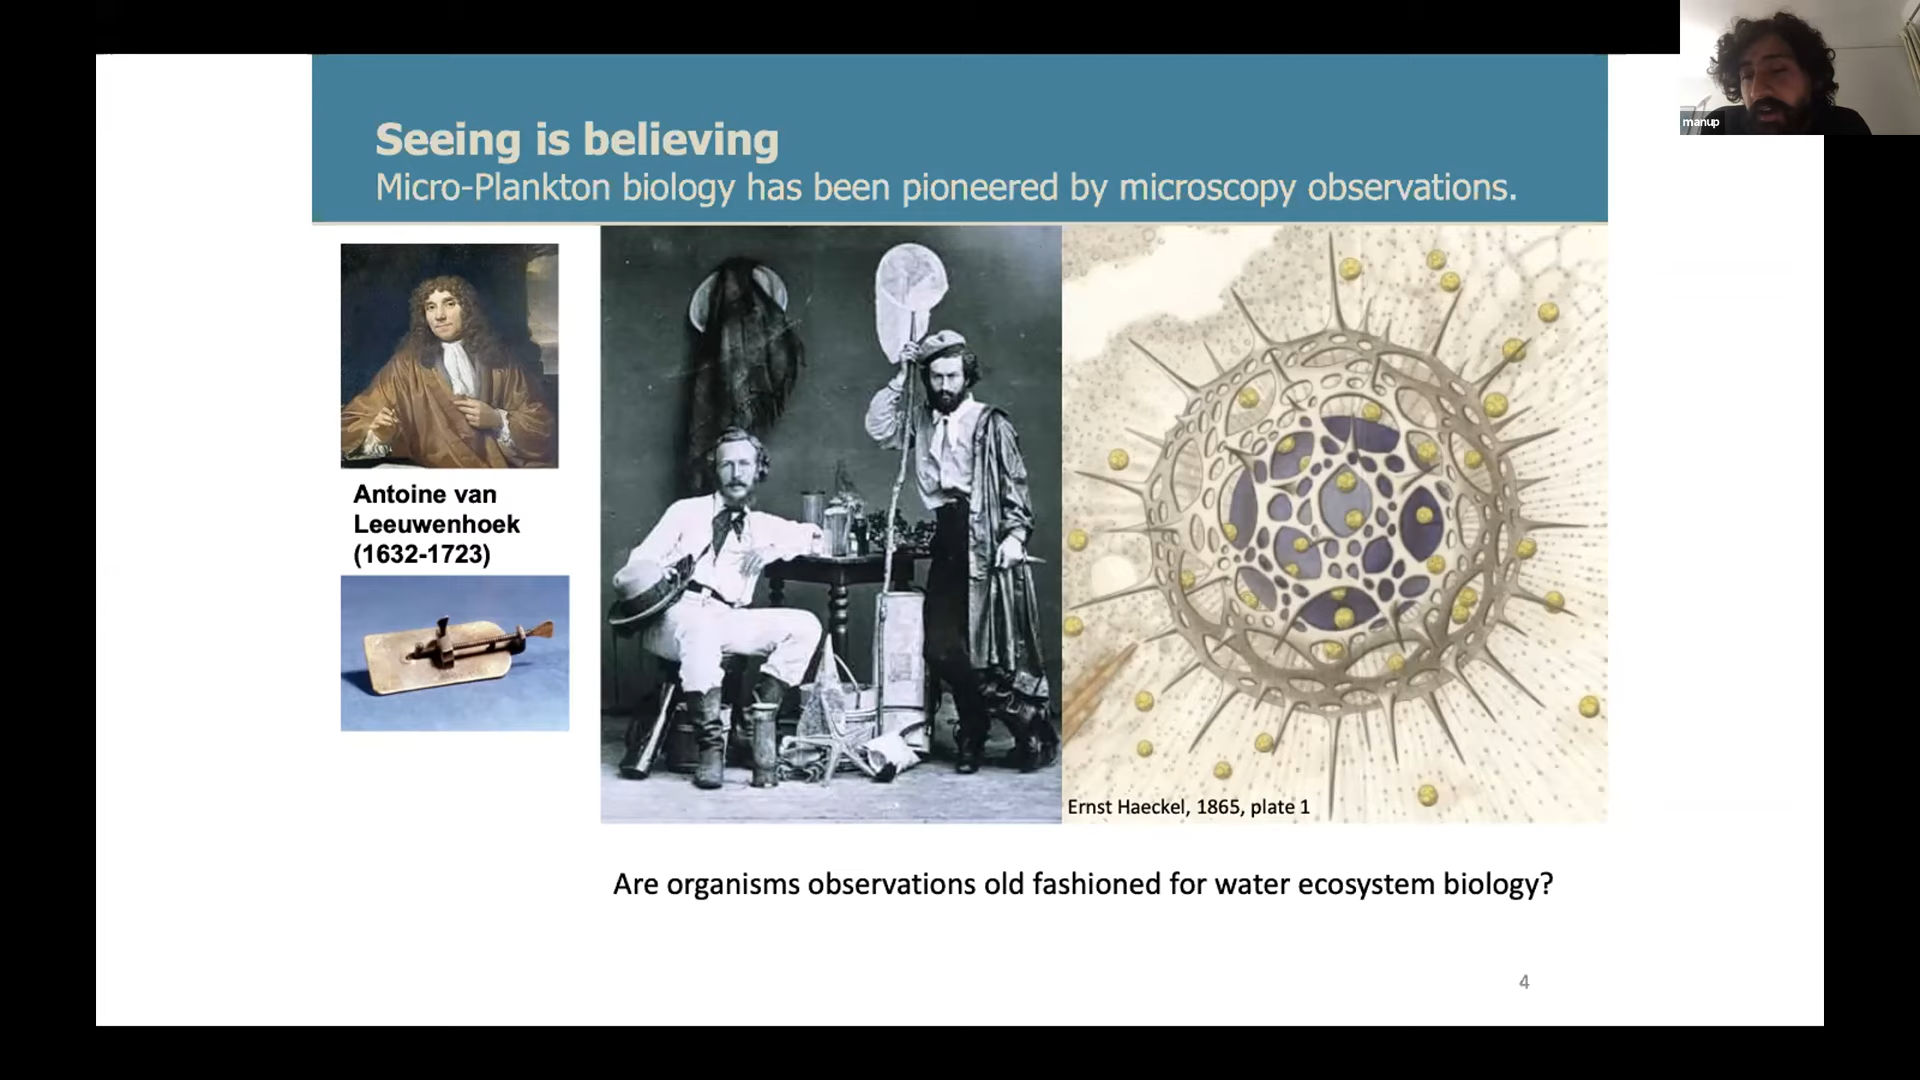 Seeing is believing
Micro-Plankton biology has been pioneered by microscopy observations.
manup
Antoine van
Leeuwenhoek
(1632-1723)
Ernst Haeckel, 1865, plate 1
Are organisms observations old fashioned for water ecosystem biology?
4